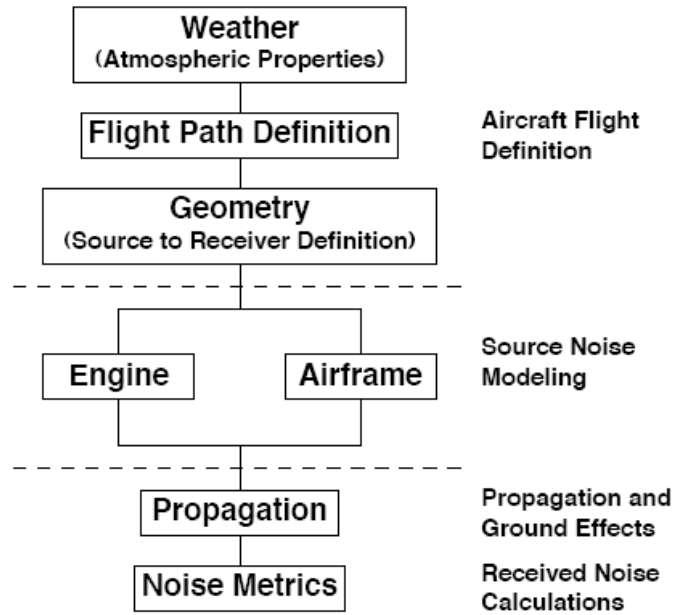 Weather
(Atmospheric Properties)
Flight Path Definition
Aircraft Flight
Definition
Geometry
(Source to Receiver Definition)
Engine
Airframe
Source Noise
Modeling
Propagation
Propagation and
Ground Effects
Noise Metrics
Received Noise
Calculations